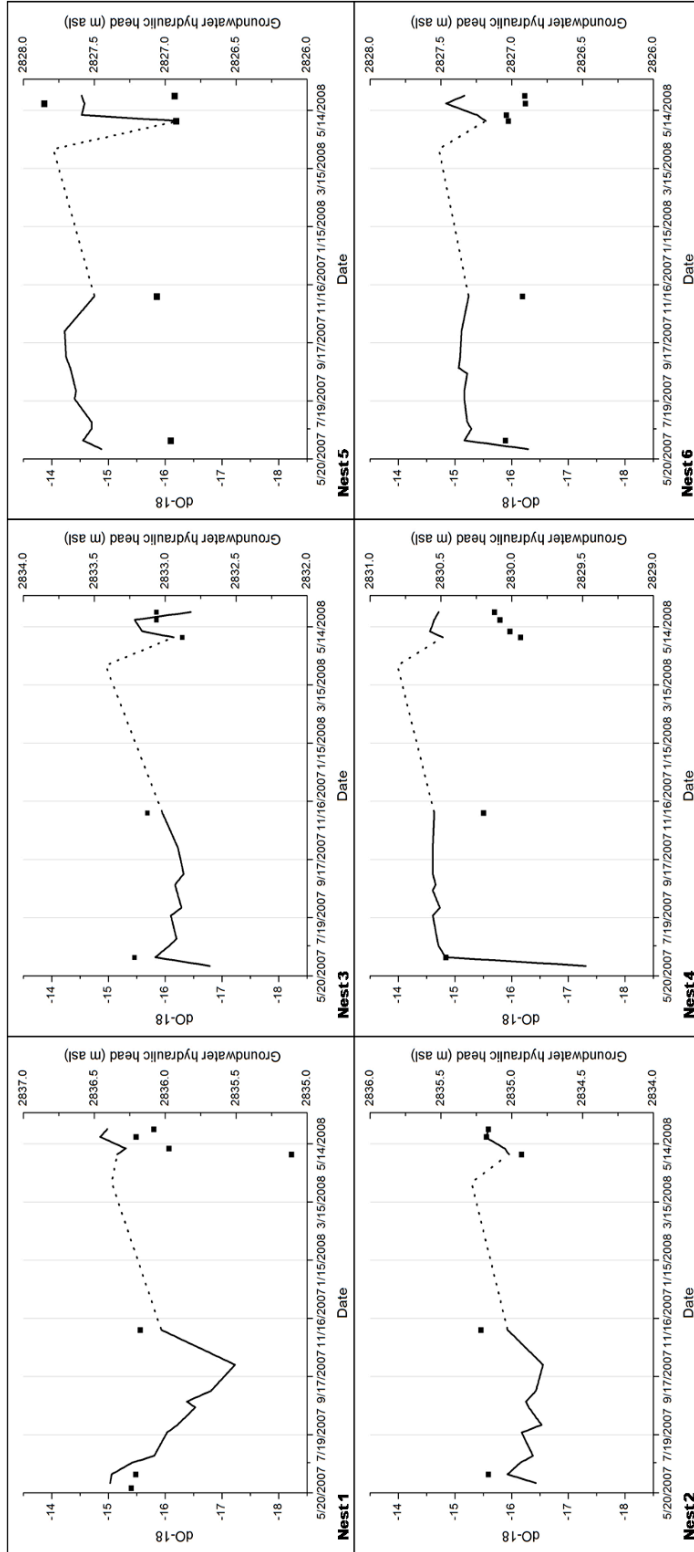 -14
-15
-16
-17
-18
dO-18
2837.0
2836.5
2836.0
2835.5
2835.0
Groundwater hydraulic head (m asl)
5/20/2007 7/19/2007 9/17/2007 11/16/2007 1/15/2008 3/15/2008 5/14/2008
Date
Nest 1
-14
-15
-16
-17
-18
dO-18
2834.0
2833.5
2833.0
2832.5
2832.0
Groundwater hydraulic head (m asl)
5/20/2007 7/19/2007 9/17/2007 11/16/2007 1/15/2008 3/15/2008 5/14/2008
Date
Nest 3
-14
-15
-16
-17
-18
dO-18
2828.0
2827.5
2827.0
2826.5
2826.0
Groundwater hydraulic head (m asl)
5/20/2007 7/19/2007 9/17/2007 11/16/2007 1/15/2008 3/15/2008 5/14/2008
Date
Nest 5
-14
-15
-16
-17
-18
dO-18
2836.0
2835.5
2835.0
2834.5
2834.0
Groundwater hydraulic head (m asl)
5/20/2007 7/19/2007 9/17/2007 11/16/2007 1/15/2008 3/15/2008 5/14/2008
Date
Nest 2
-14
-15
-16
-17
-18
dO-18
2831.0
2830.5
2830.0
2829.5
2829.0
Groundwater hydraulic head (m asl)
5/20/2007 7/19/2007 9/17/2007 11/16/2007 1/15/2008 3/15/2008 5/14/2008
Date
Nest 4
-14
-15
-16
-17
-18
dO-18
2828.0
2827.5
2827.0
2826.5
2826.0
Groundwater hydraulic head (m asl)
5/20/2007 7/19/2007 9/17/2007 11/16/2007 1/15/2008 3/15/2008 5/14/2008
Date
Nest 6